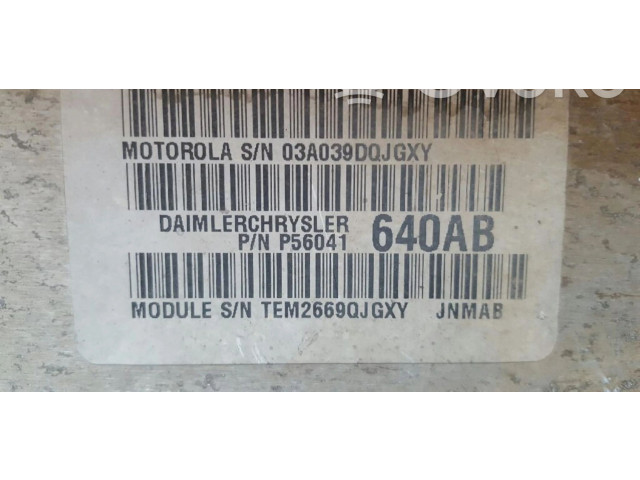 MOTOROLA S/N 03A039DQJGXY
DAIMLERCHRYSLER
P/N P56041 640AB
MODULE S/N TEM2669QJGXY JNMAB